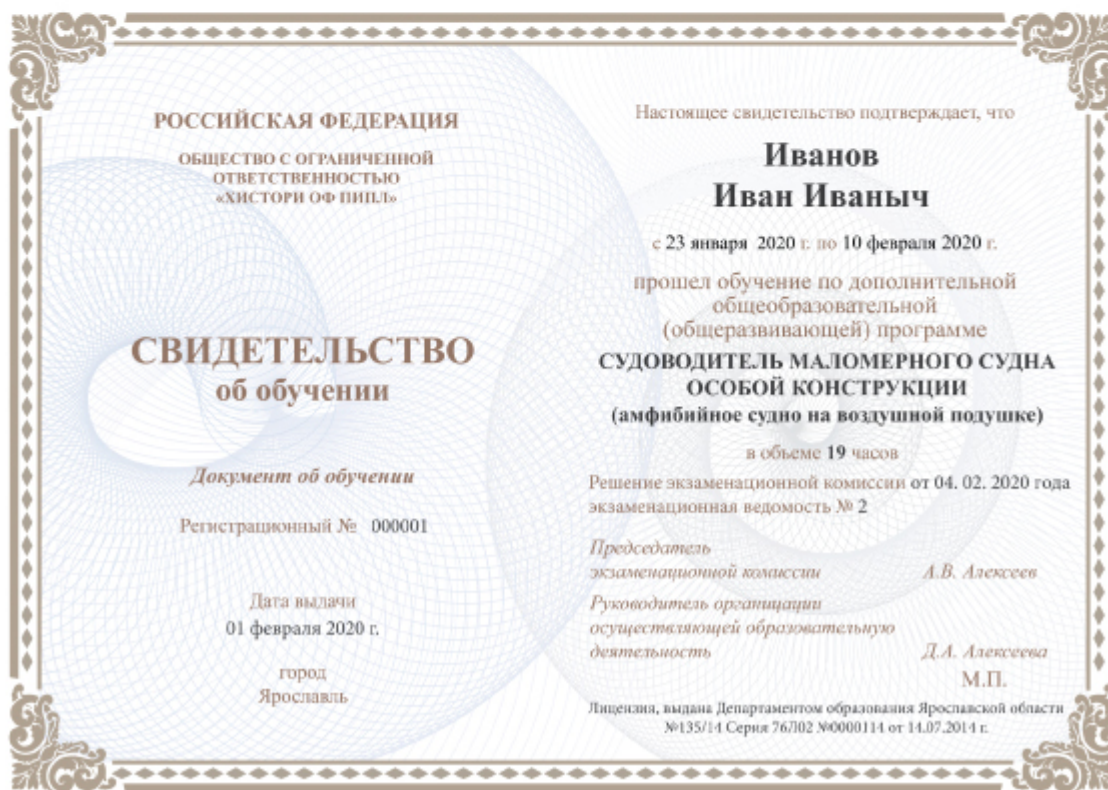 РОССИЙСКАЯ ФЕДЕРАЦИЯ
ОБЩЕСТВО С ОГРАНИЧЕННОЙ
ОТВЕТСТВЕННОСТЬЮ
«ХИСТОРИ ОФ ПИПЛ»
СВИДЕТЕЛЬСТВО
об обучении
Документ об обучении
Регистрационный № 000001
Дата выдачи
01 февраля 2020 г.
город
Ярославль
Настоящее свидетельство подтверждает, что
Иванов
Иван Иваныч
с 23 января 2020 г. по 10 февраля 2020 г.
прошел обучение по дополнительной
общеобразовательной
(общеразвивающей) программе
СУДОВОДИТЕЛЬ МАЛОМЕРНОГО СУДНА
ОСОБОЙ КОНСТРУКЦИИ
(амфибийное судно на воздушной подушке)
в объеме 19 часов
Решение экзаменационной комиссии от 04. 02. 2020 года
экзаменационная ведомость № 2
Председатель
экзаменационной комиссии А.В. Алексеев
Руководитель организации
осуществляющей образовательную
деятельность Д.А. Алексеева
М.П.
Лицензия, выдана Департаментом образования Ярославской области
№135/14 Серия 76Л02 №0000114 от 14.07.2014 г.